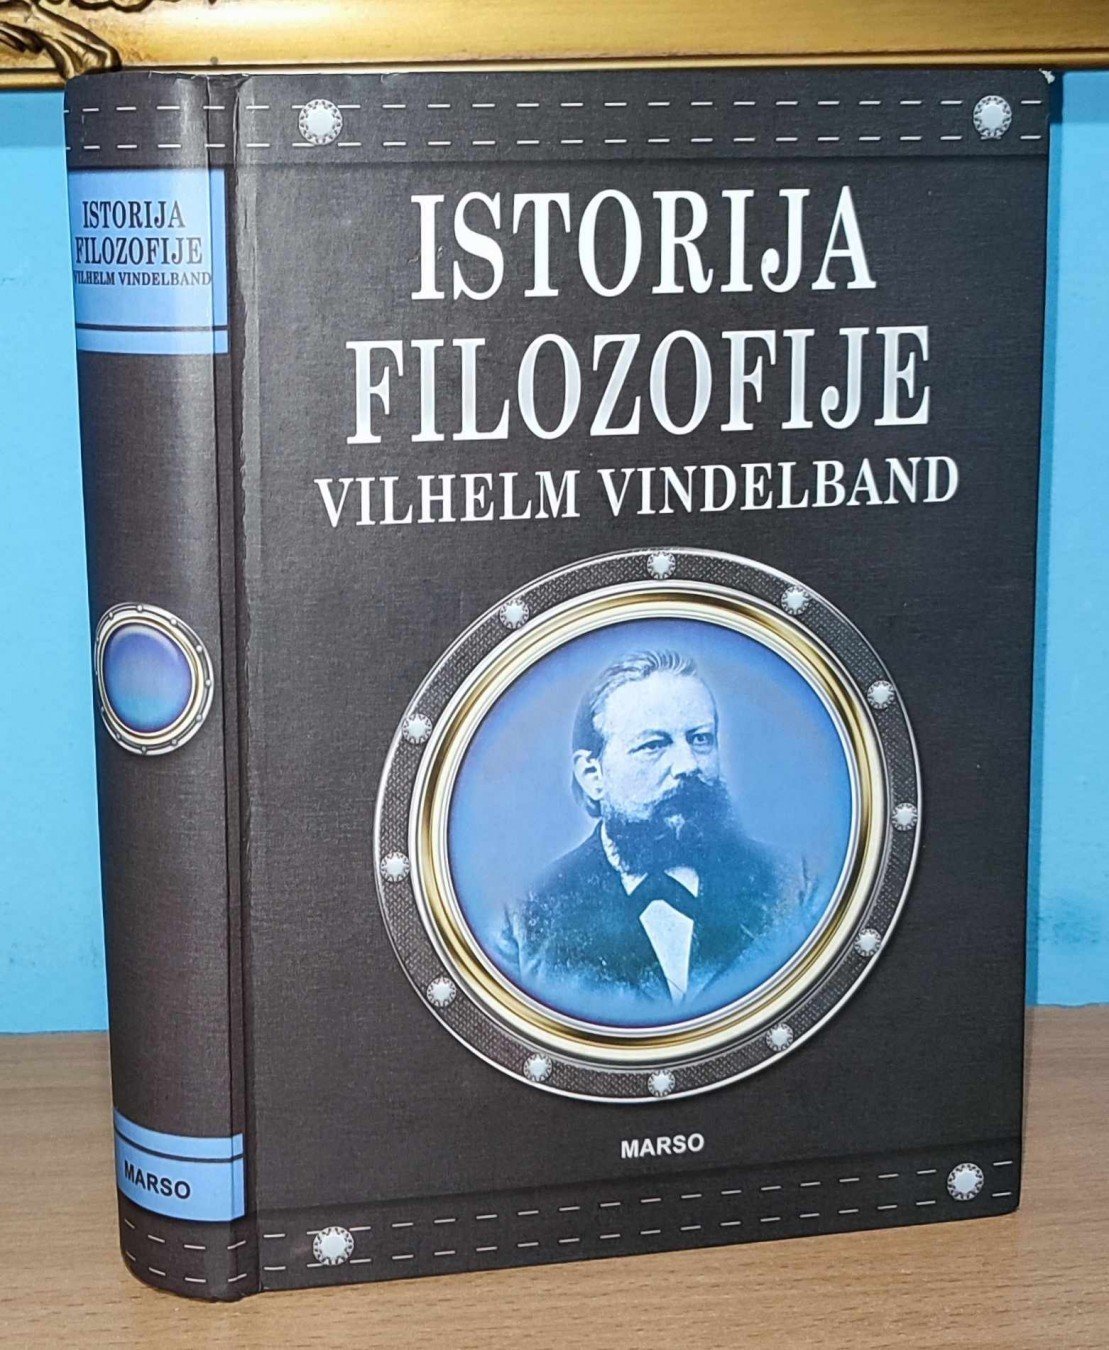 ISTORIJA
FILOZOFIJE
VILHELM VINDELBAND
MARSO
ISTORIJA
FILOZOFIJE
VILHELM VINDELBAND
MARSO